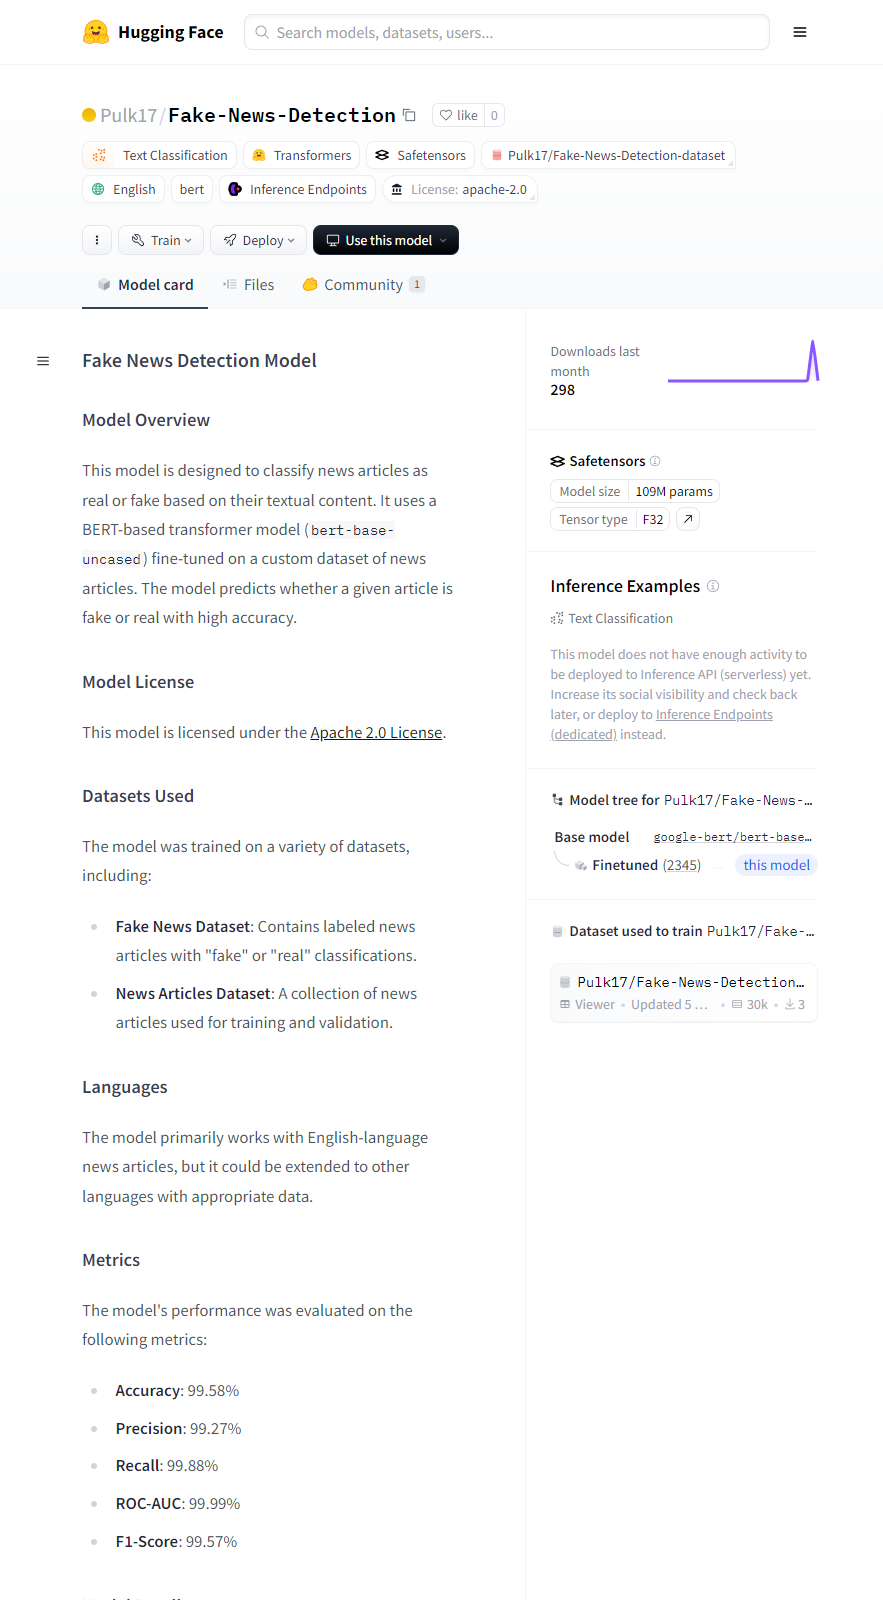 Hugging Face
Search models, datasets, users...
Pulk17/Fake-News-Detection
like 0
Text Classification
Transformers
Safetensors
Pulk17/Fake-News-Detection-dataset
English
bert
Inference Endpoints
License: apache-2.0
Train
Deploy
Use this model
Model card
Files
Community 1
Fake News Detection Model
Model Overview
This model is designed to classify news articles as
real or fake based on their textual content. It uses a
BERT-based transformer model (bert-base-
uncased) fine-tuned on a custom dataset of news
articles. The model predicts whether a given article is
fake or real with high accuracy.
Model License
This model is licensed under the Apache 2.0 License.
Datasets Used
The model was trained on a variety of datasets,
including:
Fake News Dataset: Contains labeled news
articles with "fake" or "real" classifications.
News Articles Dataset: A collection of news
articles used for training and validation.
Languages
The model primarily works with English-language
news articles, but it could be extended to other
languages with appropriate data.
Metrics
The model's performance was evaluated on the
following metrics:
Accuracy: 99.58%
Precision: 99.27%
Recall: 99.88%
ROC-AUC: 99.99%
F1-Score: 99.57%
Downloads last
month
298
Safetensors
Model size 109M params
Tensor type F32
Inference Examples
Text Classification
This model does not have enough activity to
be deployed to Inference API (serverless) yet.
Increase its social visibility and check back
later, or deploy to Inference Endpoints
(dedicated) instead.
Model tree for Pulk17/Fake-News-…
Base model google-bert/bert-base…
Finetuned (2345) this model
Dataset used to train Pulk17/Fake-…
Pulk17/Fake-News-Detection…
Viewer • Updated 5 … • 30k • 3